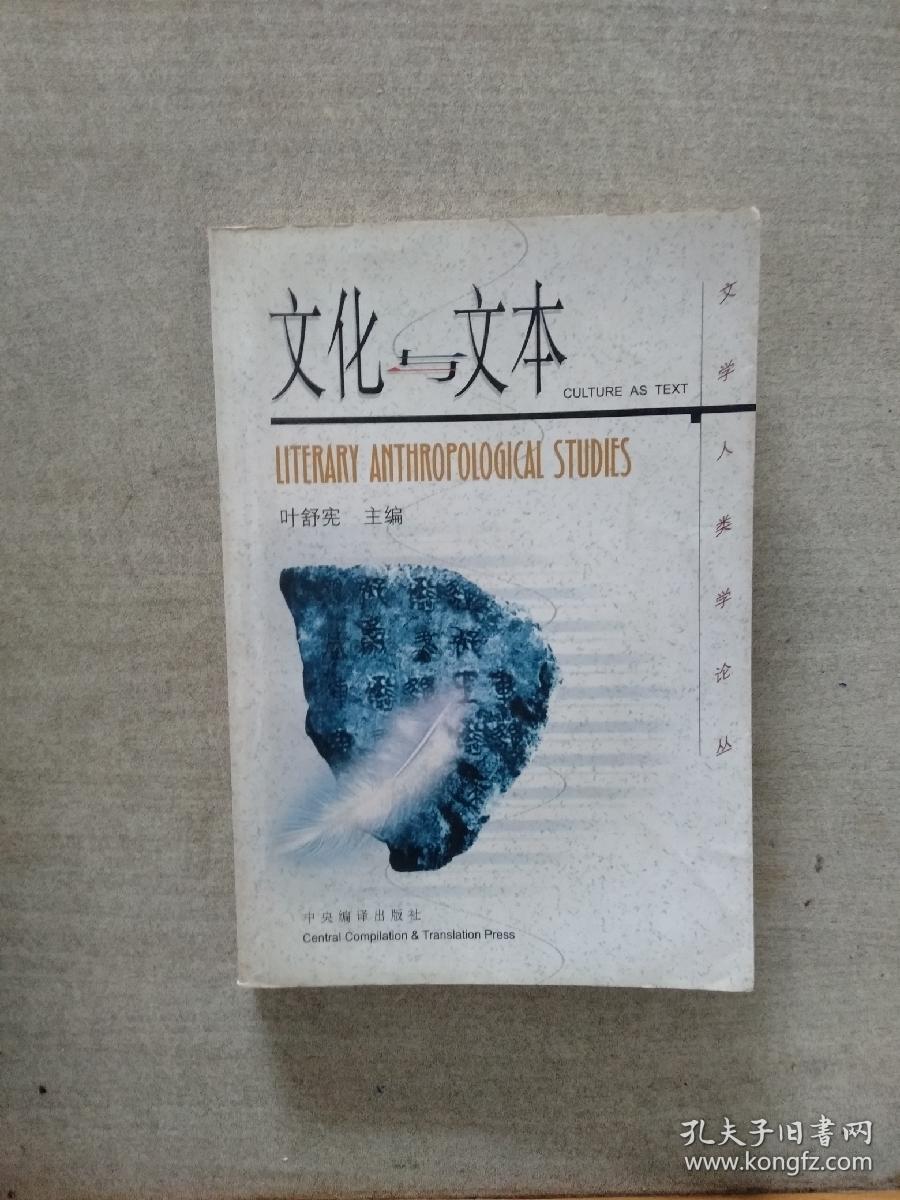 文化与文本
CULTURE AS TEXT
LITERARY ANTHROPOLOGICAL STUDIES
叶舒宪 主编
文学人类学论丛
中央编译出版社
Central Compilation & Translation Press
孔夫子旧书网
www.kongfz.com